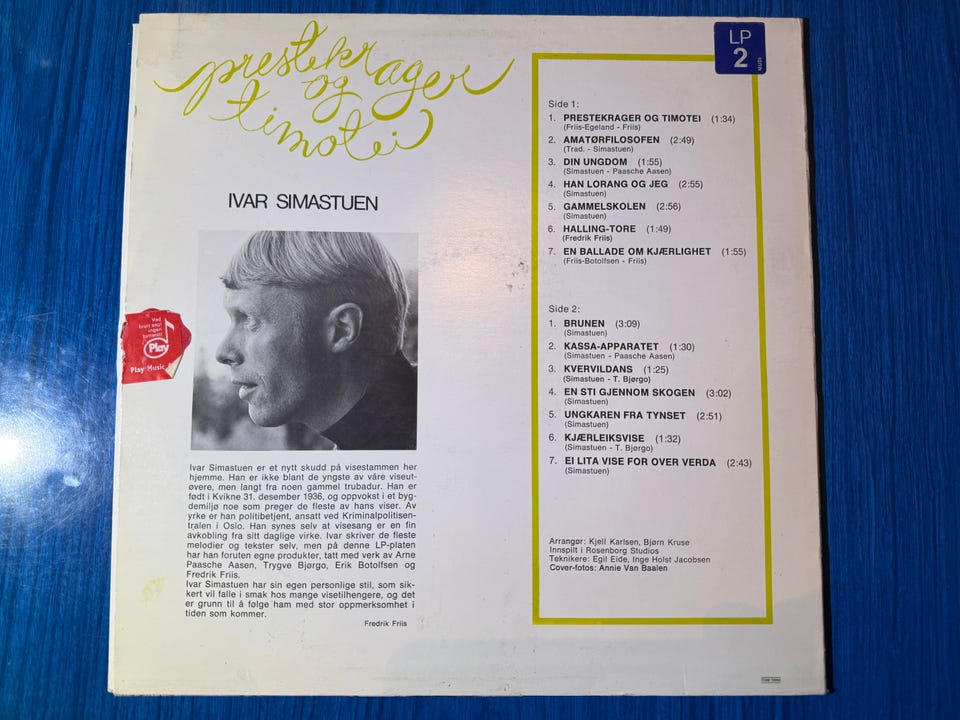 prestekrager
og
timotei
IVAR SIMASTUEN
Ivar Simastuen er et nytt skudd på visestammen her
hjemme. Han er ikke blant de yngste av våre viseut-
øvere, men langt fra noen gammel trubadur. Han er
født i Kvikne 31. desember 1936, og oppvokst i et byg-
demiljø noe som preger de fleste av hans viser. Av
yrke er han politibetjent, ansatt ved Kriminalpolitisen-
tralen i Oslo. Han synes selv at visesang er en fin
avkobling fra sitt daglige virke. Ivar skriver de fleste
melodier og tekster selv, men på denne LP-platen
har han foruten egne produkter, tatt med verk av Arne
Paasche Aasen, Trygve Bjørgo, Erik Botolfsen og
Fredrik Friis.
Ivar Simastuen har sin egen personlige stil, som sik-
kert vil falle i smak hos mange visetilhengere, og det
er grunn til å følge ham med stor oppmerksomhet i
tiden som kommer.
Fredrik Friis
Ved
brutt segl
ingen
bytterett
Play
Play Music
LP
2
Side 1:
1. PRESTEKRAGER OG TIMOTEI (1:34)
(Friis-Egeland - Friis)
2. AMATØRFILOSOFEN (2:49)
(Trad. - Simastuen)
3. DIN UNGDOM (1:55)
(Simastuen - Paasche Aasen)
4. HAN LORANG OG JEG (2:55)
(Simastuen)
5. GAMMELSKOLEN (2:56)
(Simastuen)
6. HALLING-TORE (1:49)
(Fredrik Friis)
7. EN BALLADE OM KJÆRLIGHET (1:55)
(Friis-Botolfsen - Friis)
Side 2:
1. BRUNEN (3:09)
(Simastuen)
2. KASSA-APPARATET (1:30)
(Simastuen - Paasche Aasen)
3. KVERVILDANS (1:25)
(Simastuen - T. Bjørgo)
4. EN STI GJENNOM SKOGEN (3:02)
(Simastuen)
5. UNGKAREN FRA TYNSET (2:51)
(Simastuen)
6. KJÆRLEIKSVISE (1:32)
(Simastuen - T. Bjørgo)
7. EI LITA VISE FOR OVER VERDA (2:43)
(Simastuen)
Arrangør: Kjell Karlsen, Bjørn Kruse
Innspilt i Rosenborg Studios
Teknikere: Egil Eide, Inge Holst Jacobsen
Cover-fotos: Annie Van Baalen